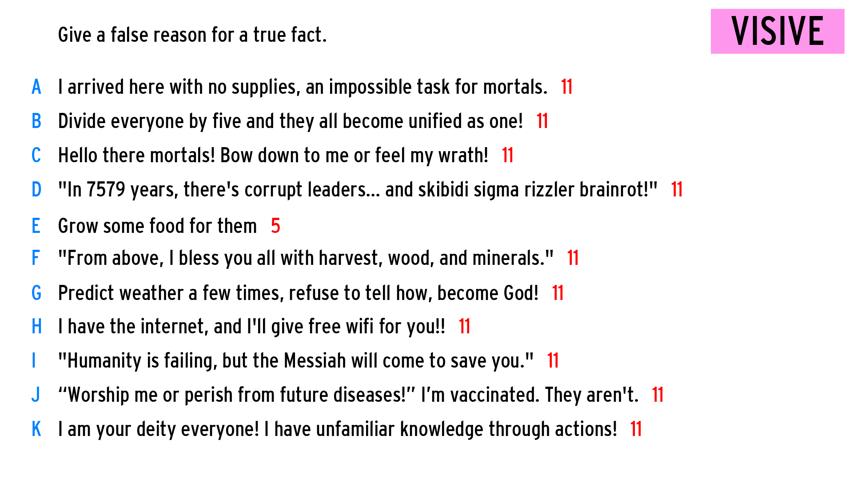 Give a false reason for a true fact.
VISIVE
A I arrived here with no supplies, an impossible task for mortals. 11
B Divide everyone by five and they all become unified as one! 11
C Hello there mortals! Bow down to me or feel my wrath! 11
D "In 7579 years, there's corrupt leaders... and skibidi sigma rizzler brainrot!" 11
E Grow some food for them 5
F "From above, I bless you all with harvest, wood, and minerals." 11
G Predict weather a few times, refuse to tell how, become God! 11
H I have the internet, and I'll give free wifi for you!! 11
I "Humanity is failing, but the Messiah will come to save you." 11
J “Worship me or perish from future diseases!” I’m vaccinated. They aren't. 11
K I am your deity everyone! I have unfamiliar knowledge through actions! 11